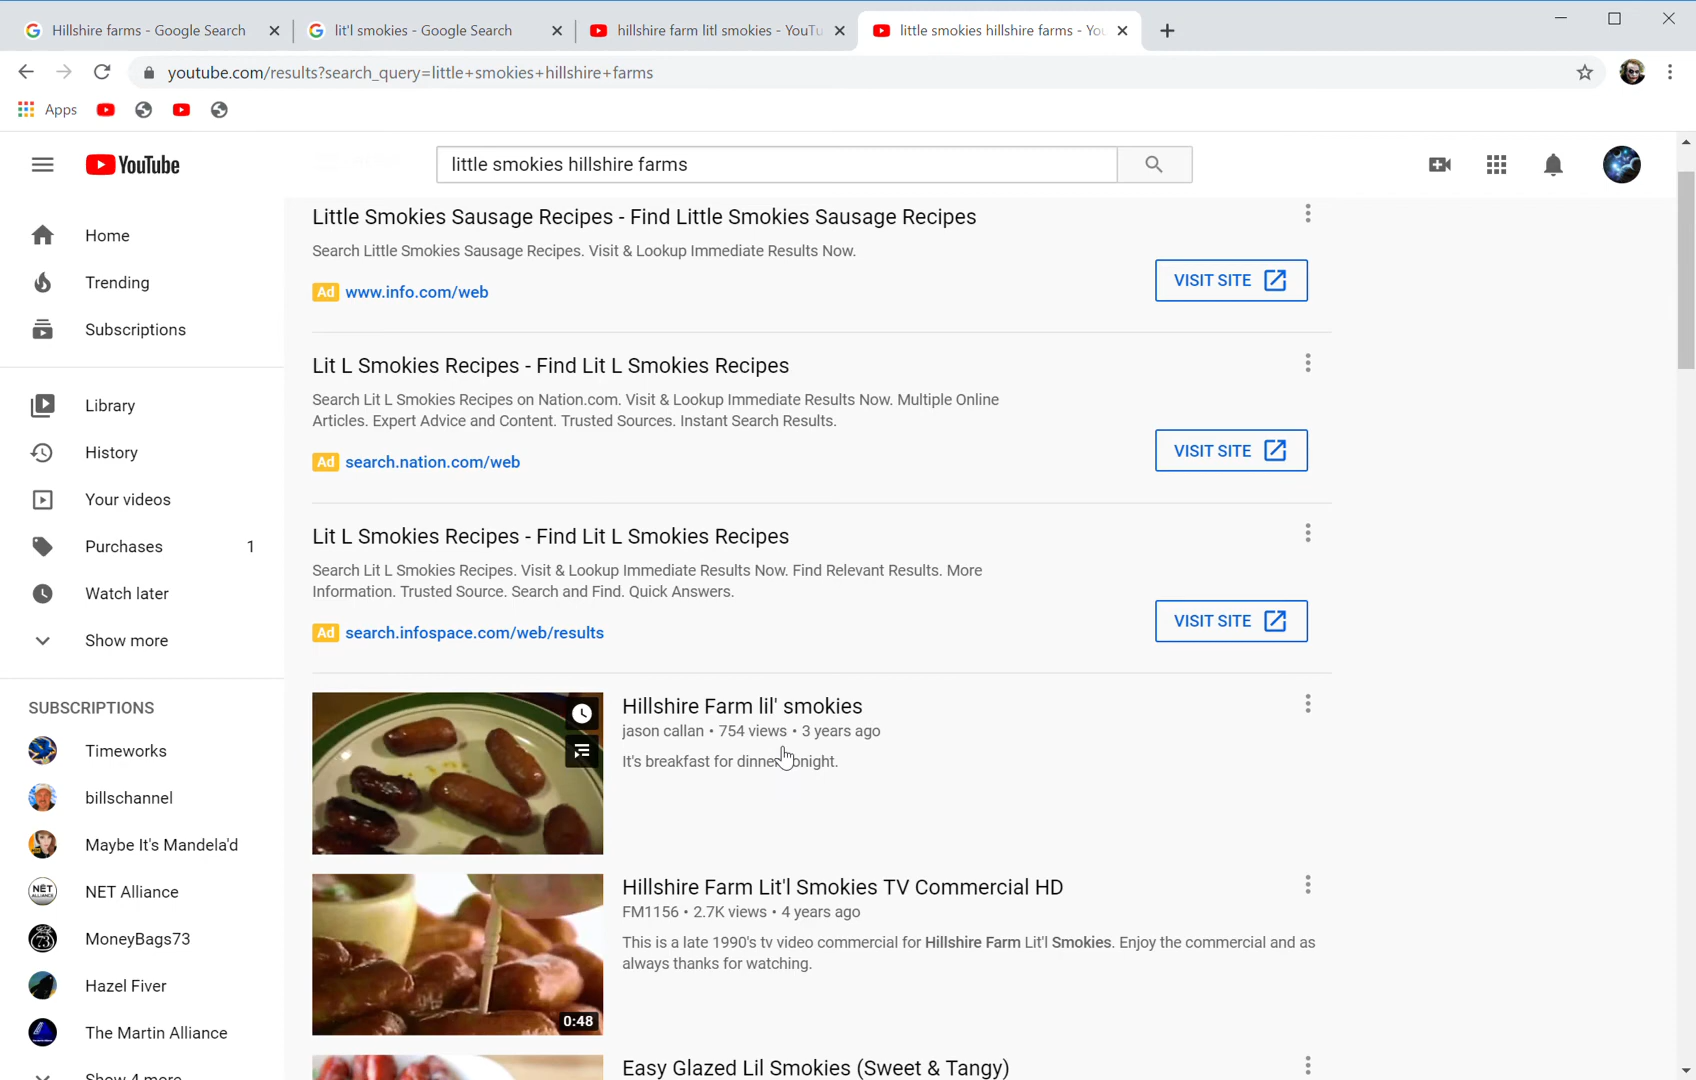 Hillshire farms - Google Search
lit'l smokies - Google Search
hillshire farm litl smokies - YouTu
little smokies hillshire farms - You
youtube.com/results?search_query=little+smokies+hillshire+farms
Apps
YouTube
little smokies hillshire farms
Home
Trending
Subscriptions
Library
History
Your videos
Purchases 1
Watch later
Show more
SUBSCRIPTIONS
Timeworks
billschannel
Maybe It's Mandela'd
NET Alliance
MoneyBags73
Hazel Fiver
The Martin Alliance
Show 4 more
Little Smokies Sausage Recipes - Find Little Smokies Sausage Recipes
Search Little Smokies Sausage Recipes. Visit & Lookup Immediate Results Now.
Ad www.info.com/web
VISIT SITE
Lit L Smokies Recipes - Find Lit L Smokies Recipes
Search Lit L Smokies Recipes on Nation.com. Visit & Lookup Immediate Results Now. Multiple Online
Articles. Expert Advice and Content. Trusted Sources. Instant Search Results.
Ad search.nation.com/web
VISIT SITE
Lit L Smokies Recipes - Find Lit L Smokies Recipes
Search Lit L Smokies Recipes. Visit & Lookup Immediate Results Now. Find Relevant Results. More
Information. Trusted Source. Search and Find. Quick Answers.
Ad search.infospace.com/web/results
VISIT SITE
Hillshire Farm lil' smokies
jason callan • 754 views • 3 years ago
It's breakfast for dinner tonight.
Hillshire Farm Lit'l Smokies TV Commercial HD
FM1156 • 2.7K views • 4 years ago
This is a late 1990's tv video commercial for Hillshire Farm Lit'l Smokies. Enjoy the commercial and as
always thanks for watching.
0:48
Easy Glazed Lil Smokies (Sweet & Tangy)